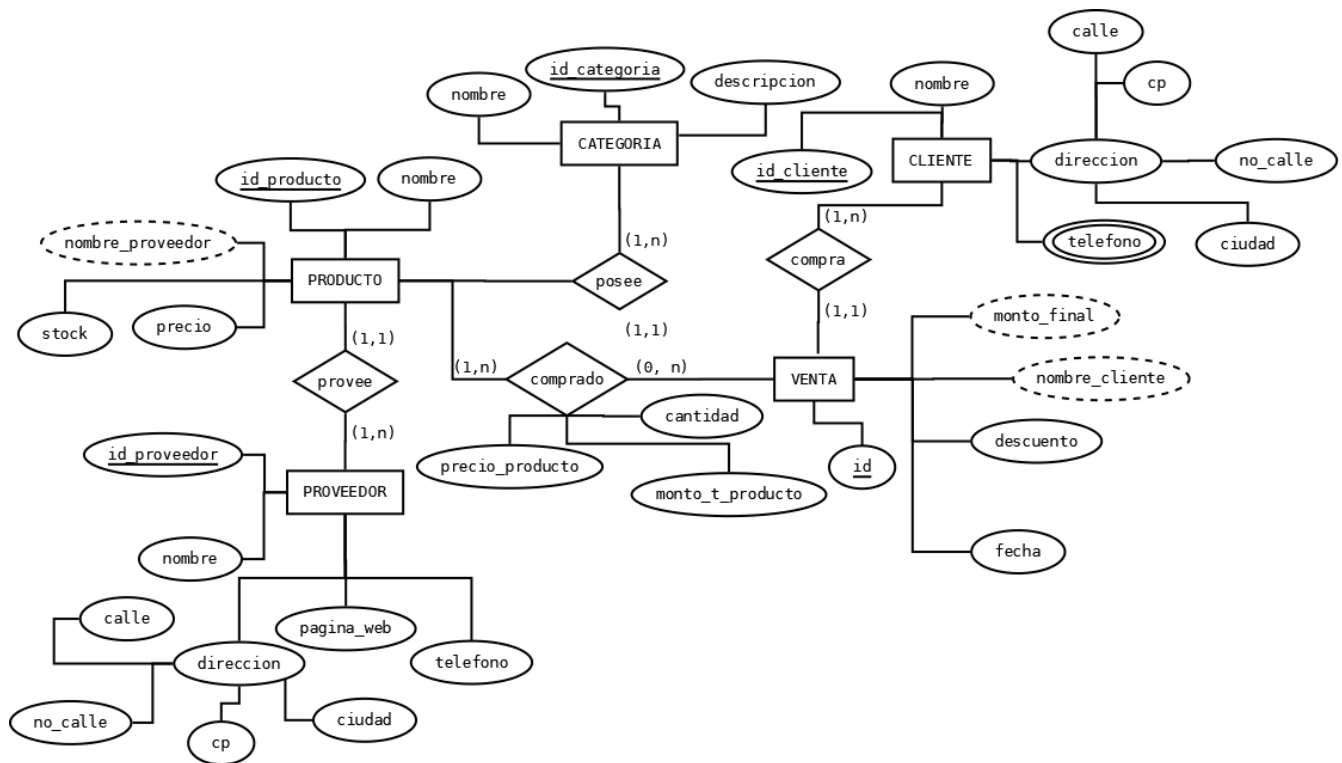 calle
id_categoria
nombre
descripcion
nombre
cp
nombre
CATEGORIA
CLIENTE
direccion
no_calle
id_producto
nombre
id_cliente
(1,n)
nombre_proveedor
(1,n)
telefono
ciudad
compra
PRODUCTO
posee
stock
precio
(1,1)
monto_final
(1,1)
(1,1)
(1,n)
(0, n)
provee
comprado
VENTA
nombre_cliente
cantidad
(1,n)
descuento
id_proveedor
precio_producto
id
PROVEEDOR
monto_t_producto
nombre
fecha
calle
pagina_web
direccion
telefono
no_calle
ciudad
cp